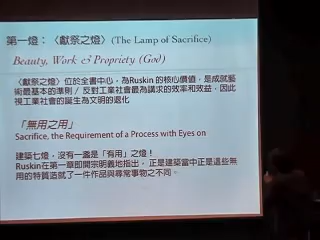 第一燈：〈獻祭之燈〉(The Lamp of Sacrifice)
Beauty, Work & Propriety (God)
〈獻祭之燈〉位於全書中心，為Ruskin 的核心價值，是成就藝
術最基本的準則 / 反對工業社會最為講求的效率和效益，因此
視工業社會的誕生為文明的退化
「無用之用」
Sacrifice, the Requirement of a Process with Eyes on
建築七燈，沒有一盞是「有用」之燈！
Ruskin在第一章即開宗明義地指出， 正是建築當中正是這些無
用的特質造就了一件作品與尋常事物之不同。